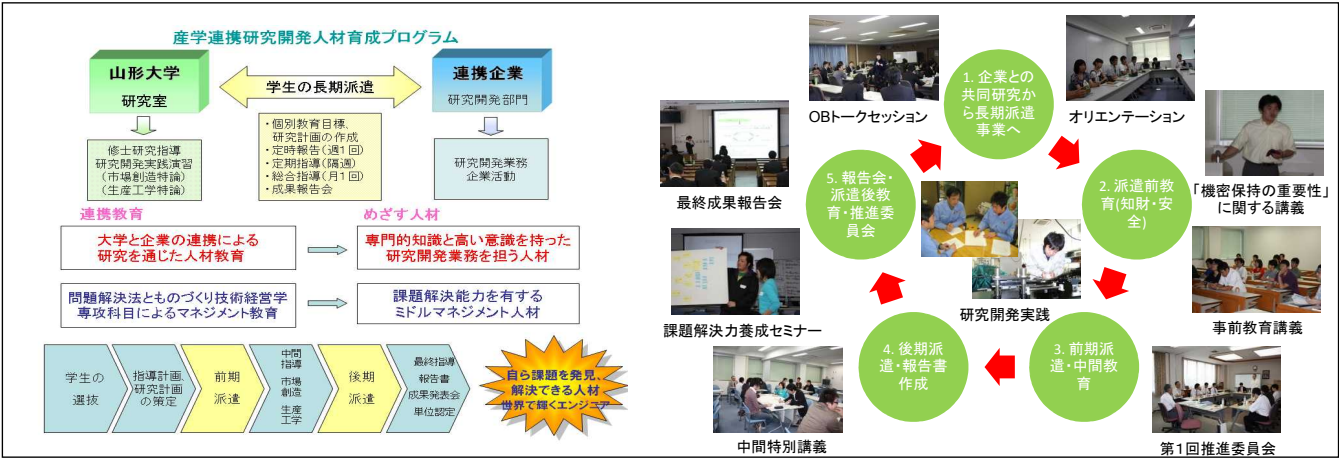 産学連携研究開発人材育成プログラム
山形大学
研究室
学生の長期派遣
連携企業
研究開発部門
修士研究指導
研究開発実践演習
(市場創造特論)
(生産工学特論)
・個別教育目標、
研究計画の作成
・定時報告(週1回)
・定期指導(隔週)
・総合指導(月1回)
・成果報告会
研究開発業務
企業活動
連携教育
めざす人材
大学と企業の連携による
研究を通じた人材教育
専門的知識と高い意識を持った
研究開発業務を担う人材
問題解決法とものづくり技術経営学
専攻科目によるマネジメント教育
課題解決能力を有する
ミドルマネジメント人材
学生の
選抜
指導計画、
研究計画
の策定
前期
派遣
中間
指導
市場
創造
生産
工学
後期
派遣
最終指導
報告書
成果発表会
単位認定
自ら課題を発見、
解決できる人材
世界で輝くエンジニア
OBトークセッション
1. 企業との
共同研究か
ら長期派遣
事業へ
オリエンテーション
「機密保持の重要性」
に関する講義
2. 派遣前教
育(知財・安
全)
事前教育講義
3. 前期派
遣・中間教
育
第1回推進委員会
4. 後期派
遣・報告書
作成
中間特別講義
課題解決力養成セミナー
5. 報告会・
派遣後教
育・推進委
員会
最終成果報告会
研究開発実践